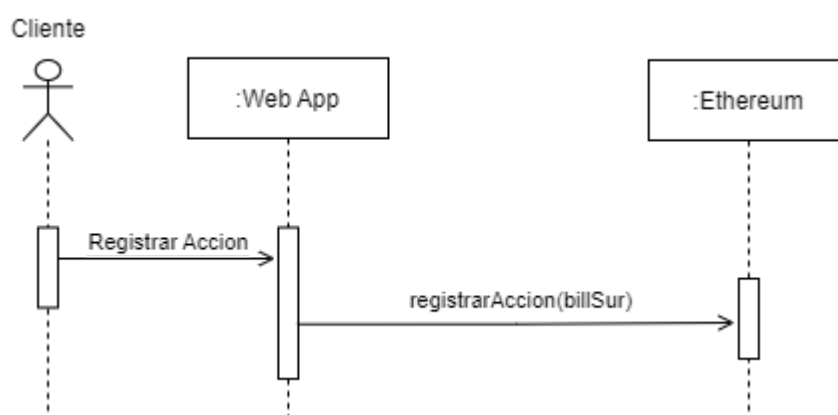 Cliente
:Web App
:Ethereum
Registrar Accion
registrarAccion(billSur)